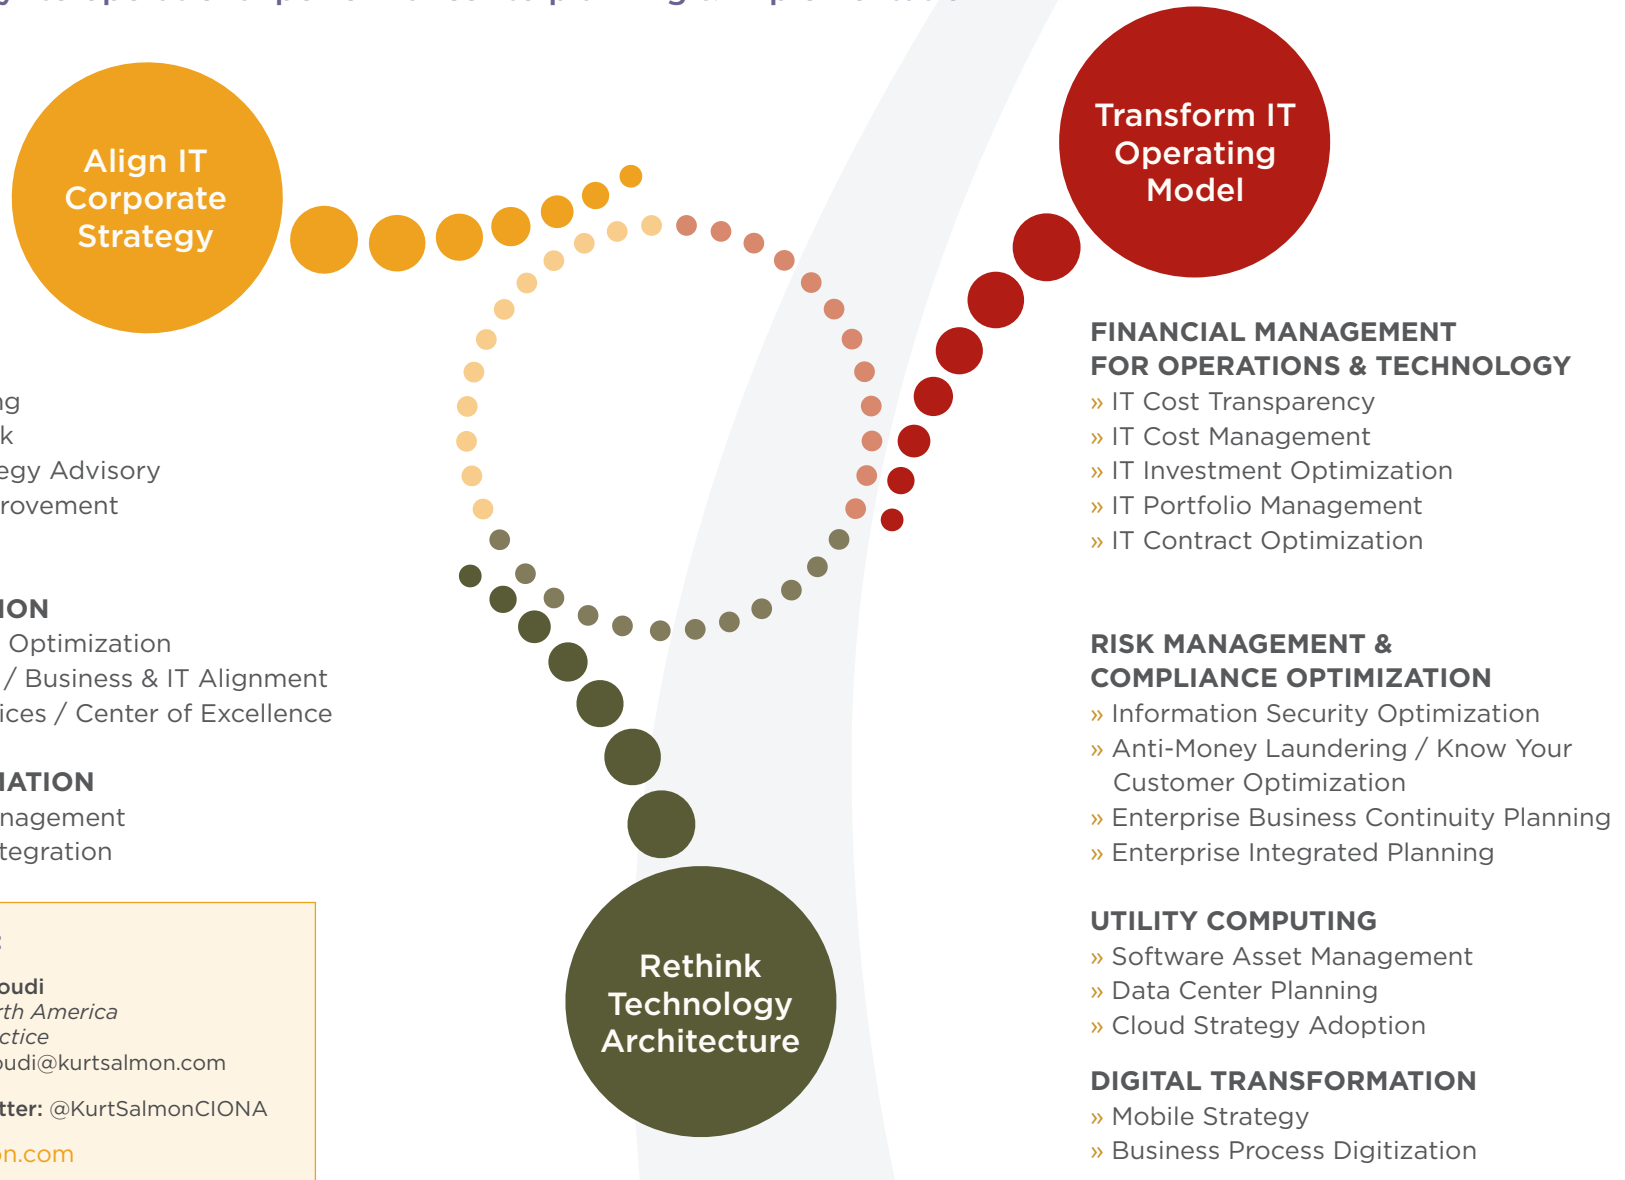 Align IT
Corporate
Strategy
Transform IT
Operating
Model
egy Advisory
rovement
Optimization
/ Business & IT Alignment
ices / Center of Excellence
nagement
tegration
oudi
rth America
ctice
oudi@kurtsalmon.com
tter: @KurtSalmonCIONA
on.com
Rethink
Technology
Architecture
FINANCIAL MANAGEMENT
FOR OPERATIONS & TECHNOLOGY
» IT Cost Transparency
» IT Cost Management
» IT Investment Optimization
» IT Portfolio Management
» IT Contract Optimization
RISK MANAGEMENT &
COMPLIANCE OPTIMIZATION
» Information Security Optimization
» Anti-Money Laundering / Know Your
Customer Optimization
» Enterprise Business Continuity Planning
» Enterprise Integrated Planning
UTILITY COMPUTING
» Software Asset Management
» Data Center Planning
» Cloud Strategy Adoption
DIGITAL TRANSFORMATION
» Mobile Strategy
» Business Process Digitization